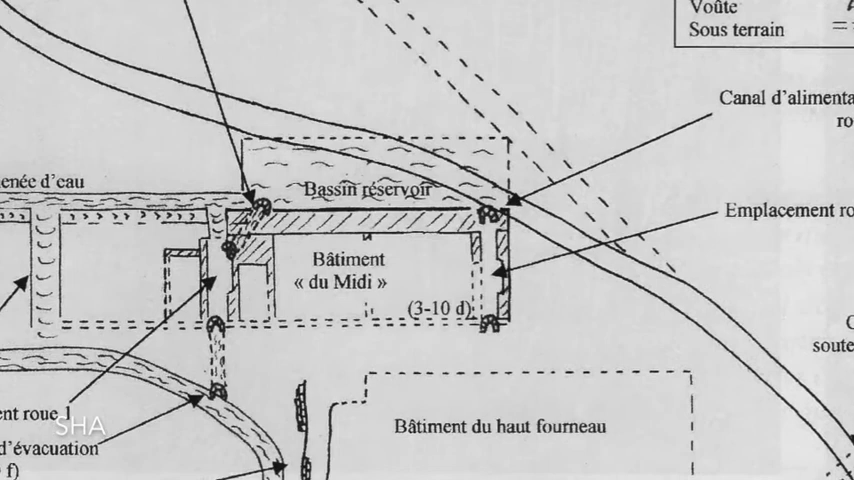 Voûte
Sous terrain
Canal d'alimenta
ro
enée d'eau
Bassin réservoir
Emplacement ro
Bâtiment
« du Midi »
(3-10 d)
C
soute
ent roue 1
SHA
Bâtiment du haut fourneau
d'évacuation
f)